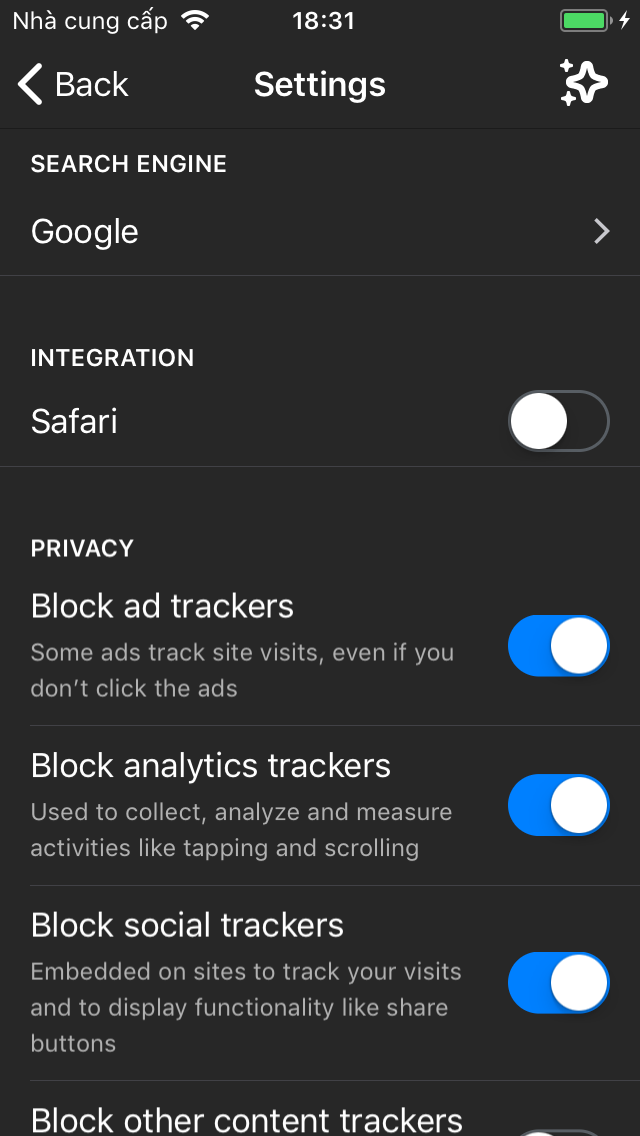 Nhà cung cấp 18:31
Back Settings
SEARCH ENGINE
Google
INTEGRATION
Safari
PRIVACY
Block ad trackers
Some ads track site visits, even if you
don’t click the ads
Block analytics trackers
Used to collect, analyze and measure
activities like tapping and scrolling
Block social trackers
Embedded on sites to track your visits
and to display functionality like share
buttons
Block other content trackers